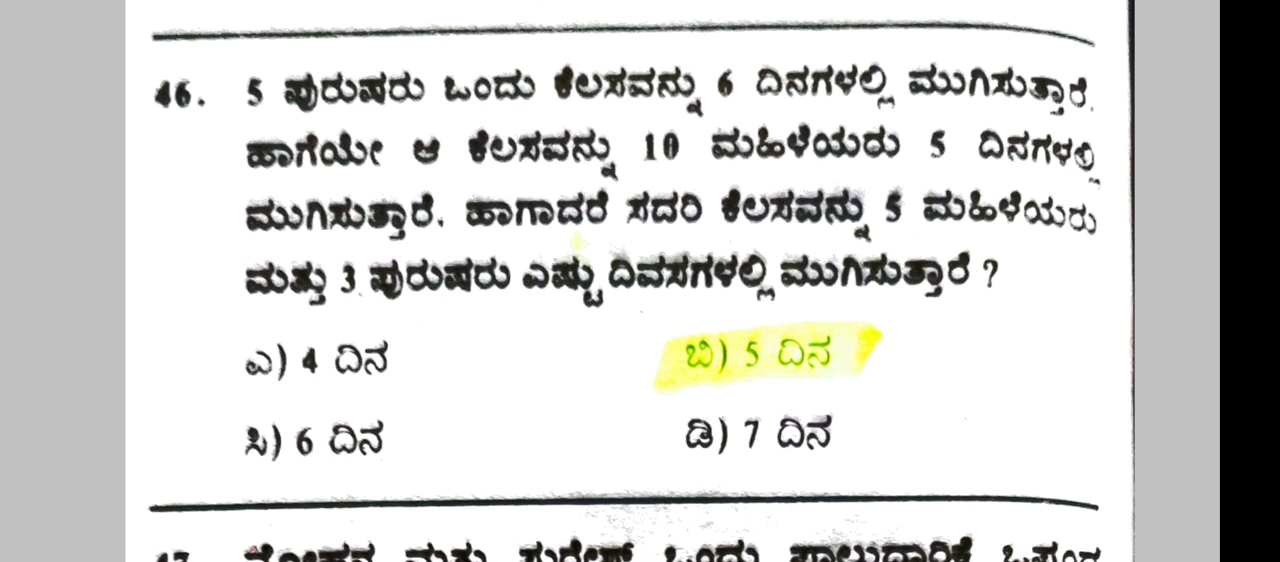 46. 5 ಪುರುಷರು ಒಂದು ಕೆಲಸವನ್ನು 6 ದಿನಗಳಲ್ಲಿ ಮುಗಿಸುತ್ತಾರೆ.
ಹಾಗೆಯೇ ಆ ಕೆಲಸವನ್ನು 10 ಮಹಿಳೆಯರು 5 ದಿನಗಳಲ್ಲಿ
ಮುಗಿಸುತ್ತಾರೆ. ಹಾಗಾದರೆ ಸದರಿ ಕೆಲಸವನ್ನು 5 ಮಹಿಳೆಯರು
ಮತ್ತು 3 ಪುರುಷರು ಎಷ್ಟು ದಿವಸಗಳಲ್ಲಿ ಮುಗಿಸುತ್ತಾರೆ ?
ಎ) 4 ದಿನ ಬಿ) 5 ದಿನ
ಸಿ) 6 ದಿನ ಡಿ) 7 ದಿನ
ಮತ್ತು ಸುರೇಶ್ ಒಂದು ಪಾಲುದಾರಿಕೆ